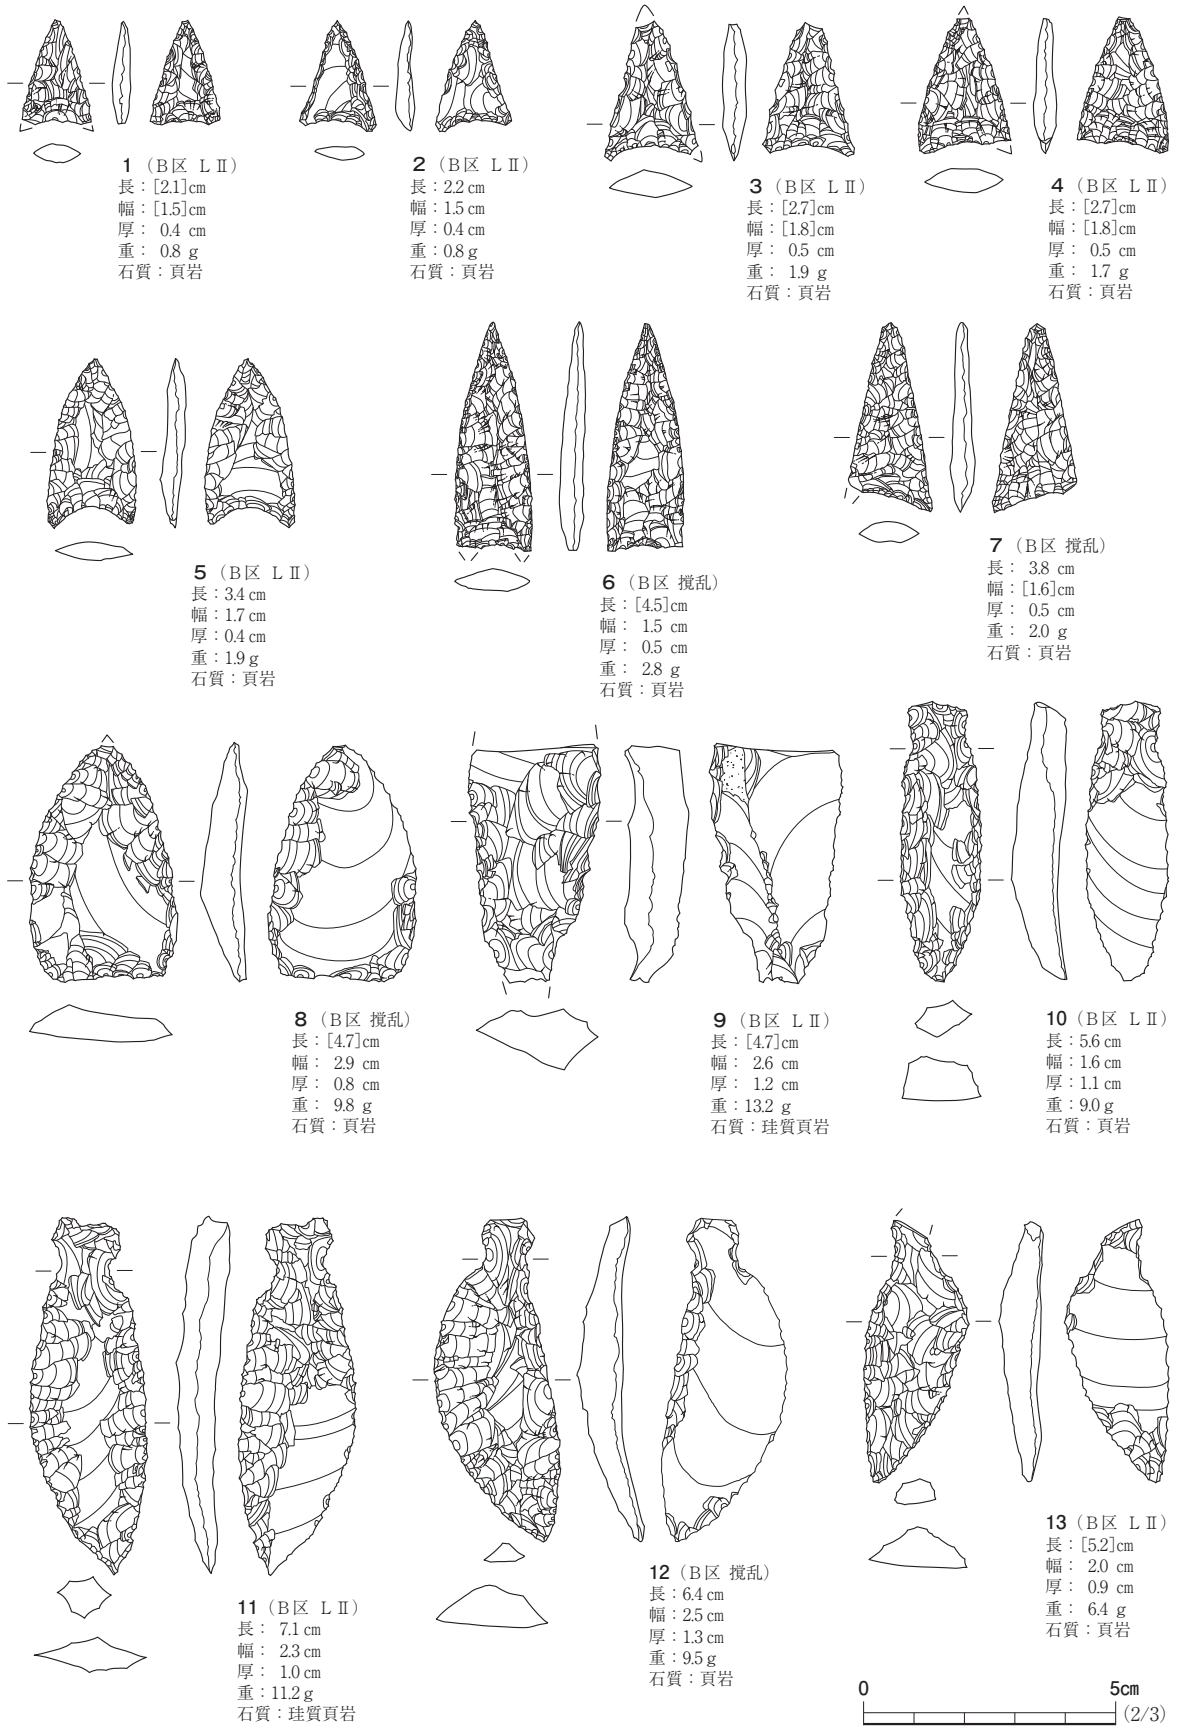 1 (B区 LⅡ)
長：[2.1]cm
幅：[1.5]cm
厚： 0.4 cm
重： 0.8 g
石質：頁岩
2 (B区 LⅡ)
長：2.2 cm
幅：1.5 cm
厚：0.4 cm
重：0.8 g
石質：頁岩
3 (B区 LⅡ)
長：[2.7]cm
幅：[1.8]cm
厚： 0.5 cm
重： 1.9 g
石質：頁岩
4 (B区 LⅡ)
長：[2.7]cm
幅：[1.8]cm
厚： 0.5 cm
重： 1.7 g
石質：頁岩
5 (B区 LⅡ)
長：3.4 cm
幅：1.7 cm
厚：0.4 cm
重：1.9 g
石質：頁岩
6 (B区 撹乱)
長：[4.5]cm
幅： 1.5 cm
厚： 0.5 cm
重： 2.8 g
石質：頁岩
7 (B区 撹乱)
長： 3.8 cm
幅：[1.6]cm
厚： 0.5 cm
重： 2.0 g
石質：頁岩
8 (B区 撹乱)
長：[4.7]cm
幅： 2.9 cm
厚： 0.8 cm
重： 9.8 g
石質：頁岩
9 (B区 LⅡ)
長：[4.7]cm
幅： 2.6 cm
厚： 1.2 cm
重：13.2 g
石質：珪質頁岩
10 (B区 LⅡ)
長：5.6 cm
幅：1.6 cm
厚：1.1 cm
重：9.0 g
石質：頁岩
11 (B区 LⅡ)
長： 7.1 cm
幅： 2.3 cm
厚： 1.0 cm
重：11.2 g
石質：珪質頁岩
12 (B区 撹乱)
長：6.4 cm
幅：2.5 cm
厚：1.3 cm
重：9.5 g
石質：頁岩
13 (B区 LⅡ)
長：[5.2]cm
幅： 2.0 cm
厚： 0.9 cm
重： 6.4 g
石質：頁岩
0 5cm
(2/3)